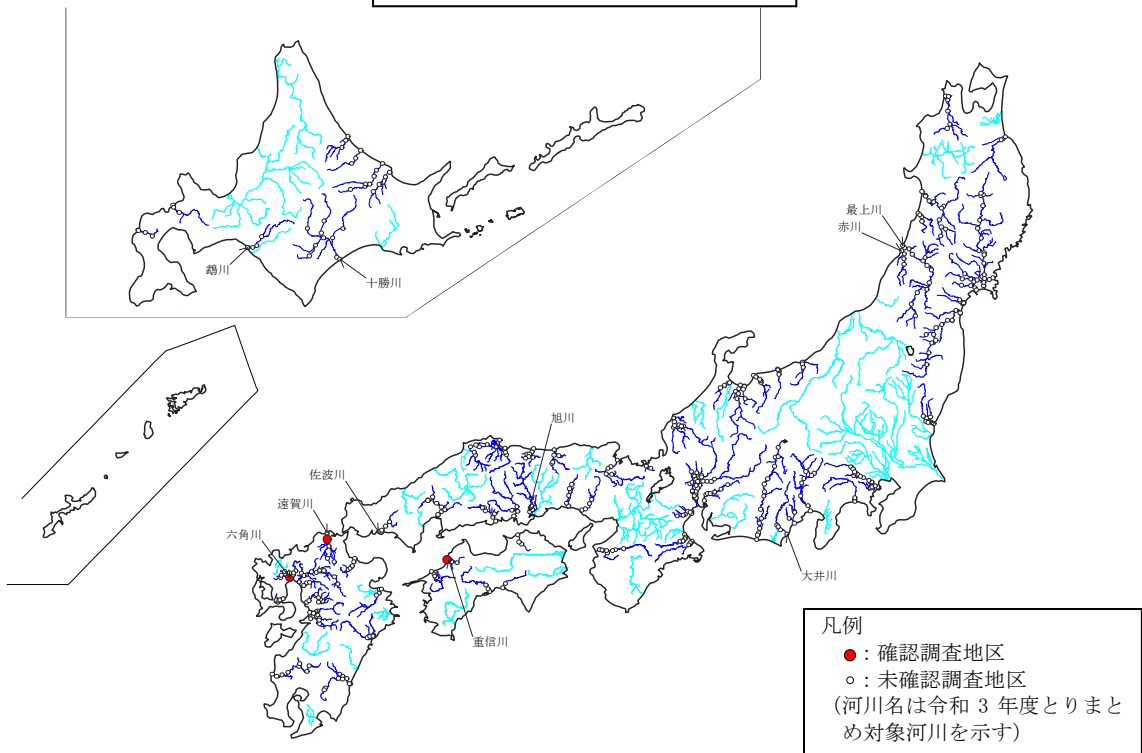 最上川
赤川
鵡川
十勝川
旭川
佐波川
遠賀川
六角川
大井川
重信川
凡例
●：確認調査地区
○：未確認調査地区
(河川名は令和 3 年度とりまと
め対象河川を示す)